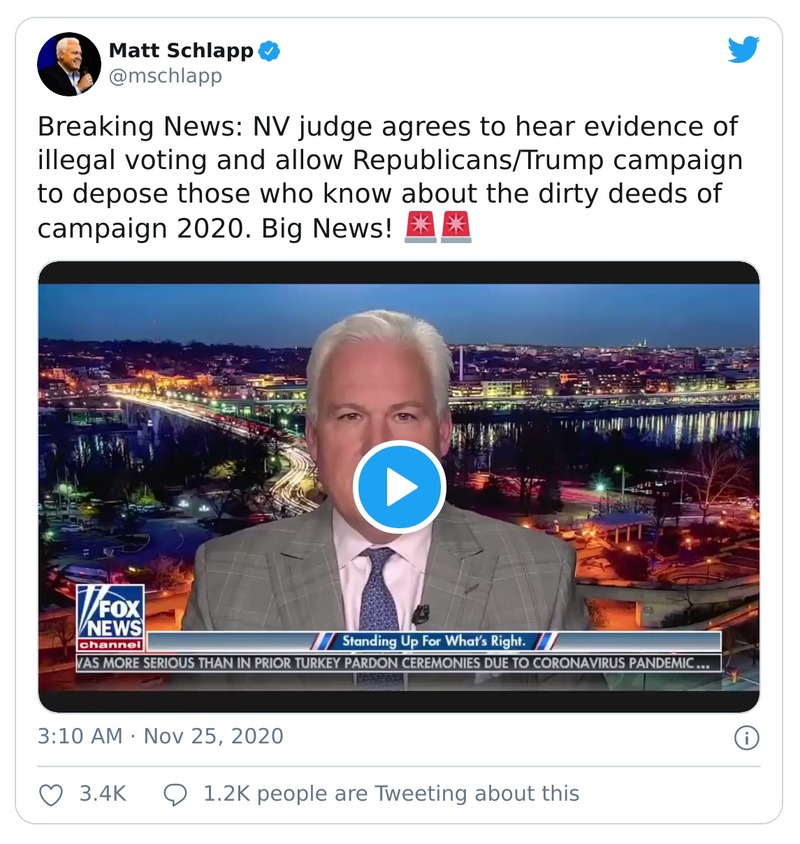 Matt Schlapp
@mschlapp
Breaking News: NV judge agrees to hear evidence of
illegal voting and allow Republicans/Trump campaign
to depose those who know about the dirty deeds of
campaign 2020. Big News! 🚨🚨
FOX
NEWS
channel
Standing Up For What's Right.
/AS MORE SERIOUS THAN IN PRIOR TURKEY PARDON CEREMONIES DUE TO CORONAVIRUS PANDEMIC ...
3:10 AM · Nov 25, 2020
3.4K
1.2K people are Tweeting about this